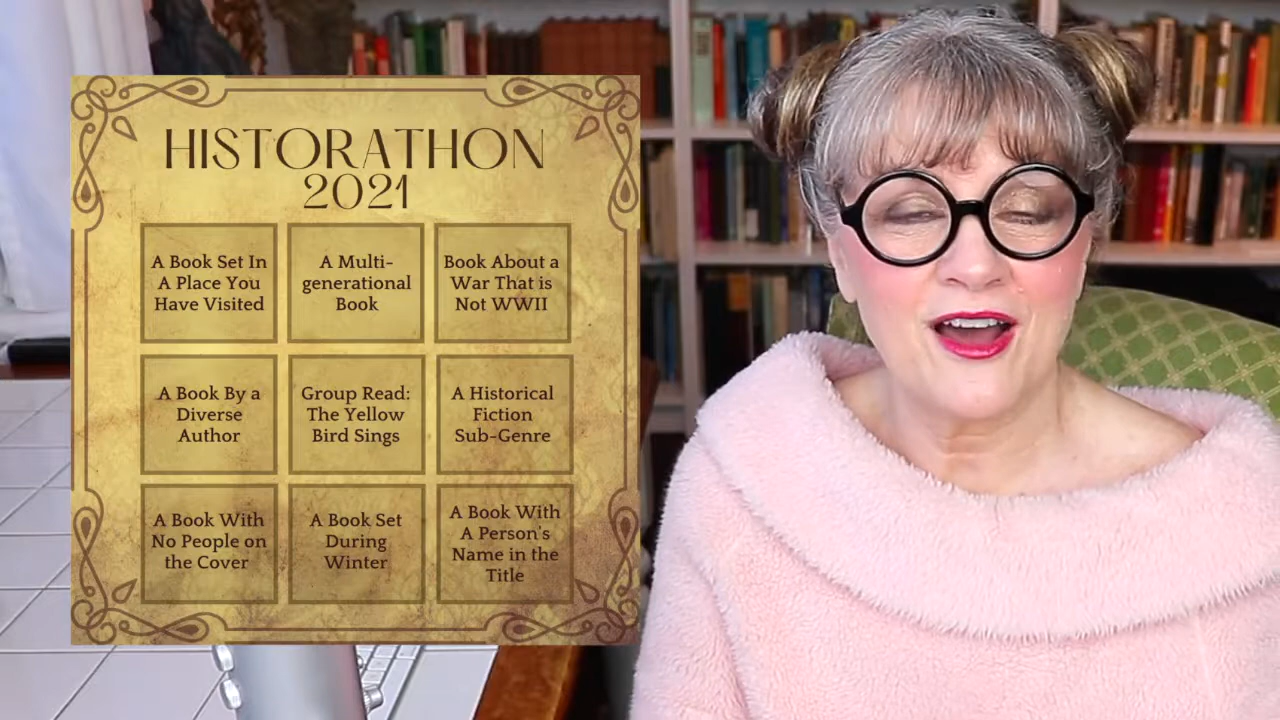 HISTORATHON
2021
A Book Set In
A Place You
Have Visited
A Multi-
generational
Book
Book About a
War That is
Not WWII
A Book By a
Diverse
Author
Group Read:
The Yellow
Bird Sings
A Historical
Fiction
Sub-Genre
A Book With
No People on
the Cover
A Book Set
During
Winter
A Book With
A Person's
Name in the
Title